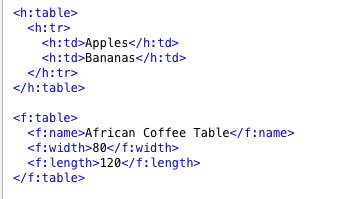 <h:table>
  <h:tr>
    <h:td>Apples</h:td>
    <h:td>Bananas</h:td>
  </h:tr>
</h:table>

<f:table>
  <f:name>African Coffee Table</f:name>
  <f:width>80</f:width>
  <f:length>120</f:length>
</f:table>